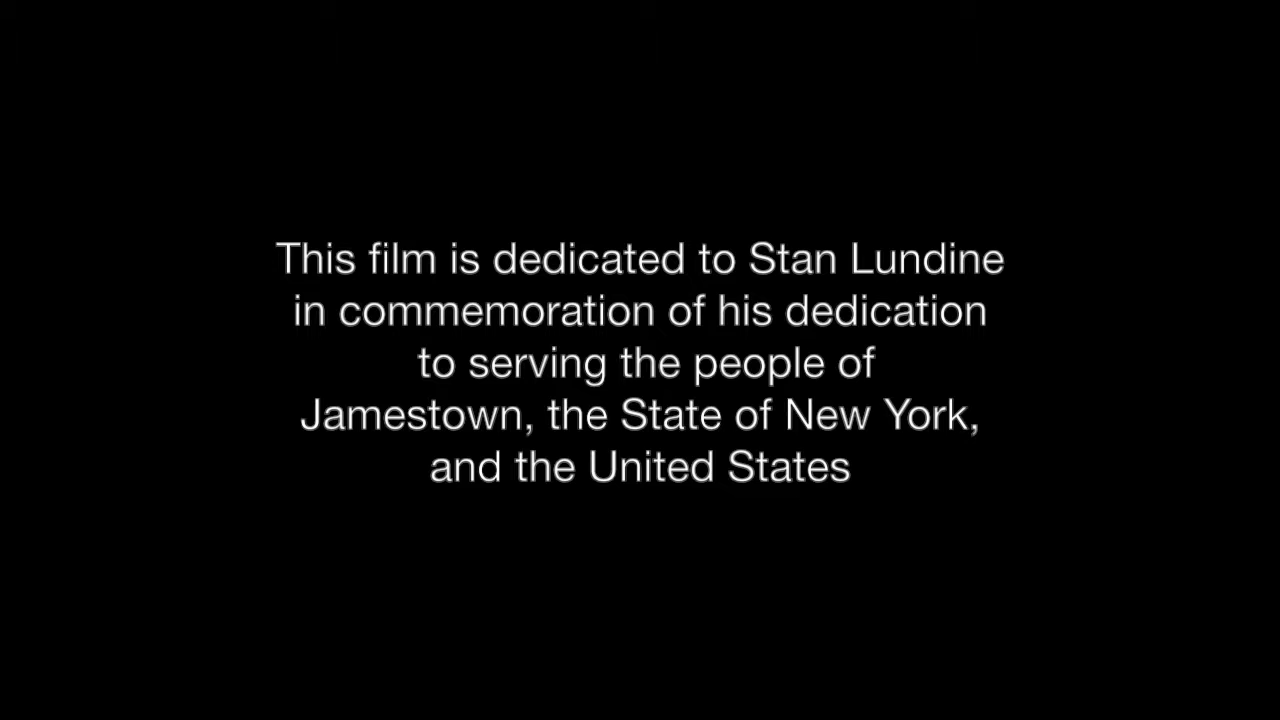 This film is dedicated to Stan Lundine
in commemoration of his dedication
to serving the people of
Jamestown, the State of New York,
and the United States